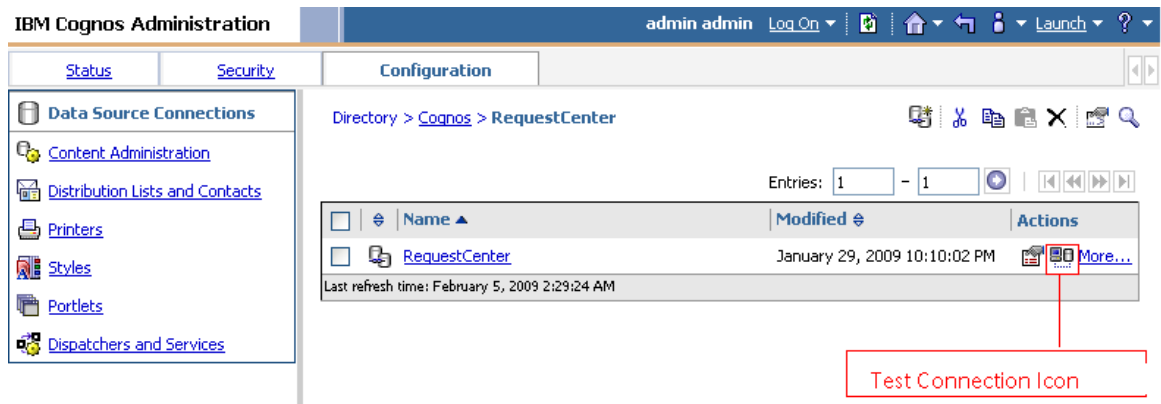 IBM Cognos Administration
admin admin Log On Launch ?
Status Security Configuration
Data Source Connections
Content Administration
Distribution Lists and Contacts
Printers
Styles
Portlets
Dispatchers and Services
Directory > Cognos > RequestCenter
Entries: 1 - 1
Name Modified Actions
RequestCenter January 29, 2009 10:10:02 PM More...
Last refresh time: February 5, 2009 2:29:24 AM
Test Connection Icon